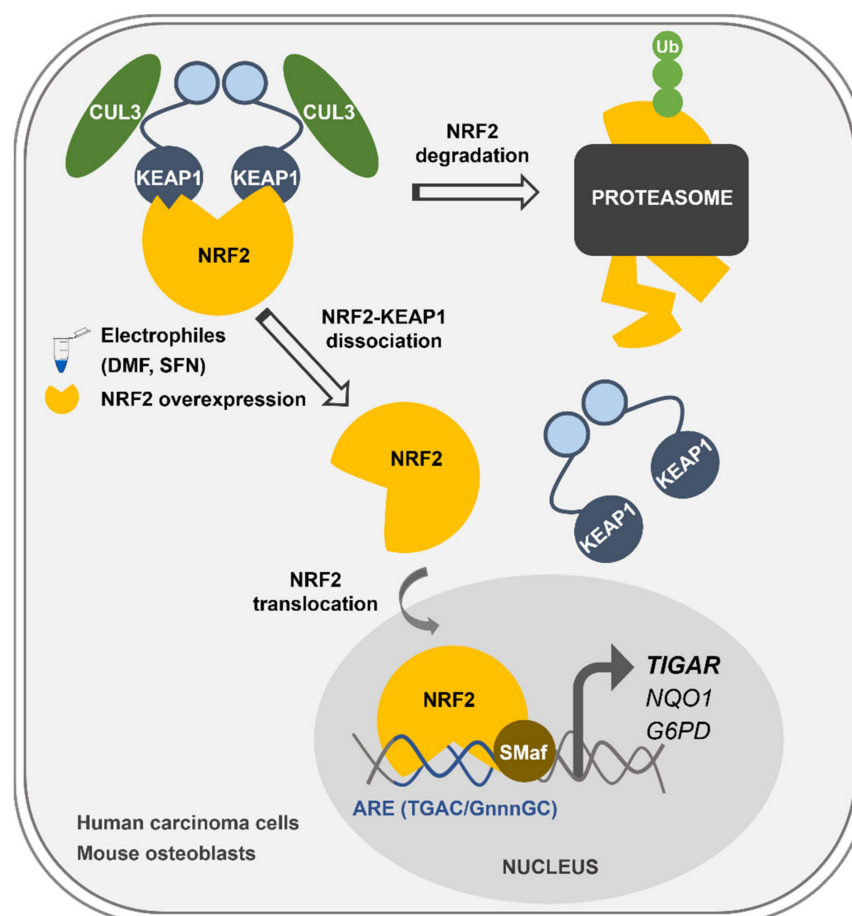 CUL3
CUL3
KEAP1
KEAP1
NRF2
NRF2
degradation
Ub
PROTEASOME
NRF2-KEAP1
dissociation
Electrophiles
(DMF, SFN)
NRF2 overexpression
NRF2
KEAP1
KEAP1
NRF2
translocation
NRF2
SMaf
TIGAR
NQO1
G6PD
ARE (TGAC/GnnnGC)
Human carcinoma cells
Mouse osteoblasts
NUCLEUS